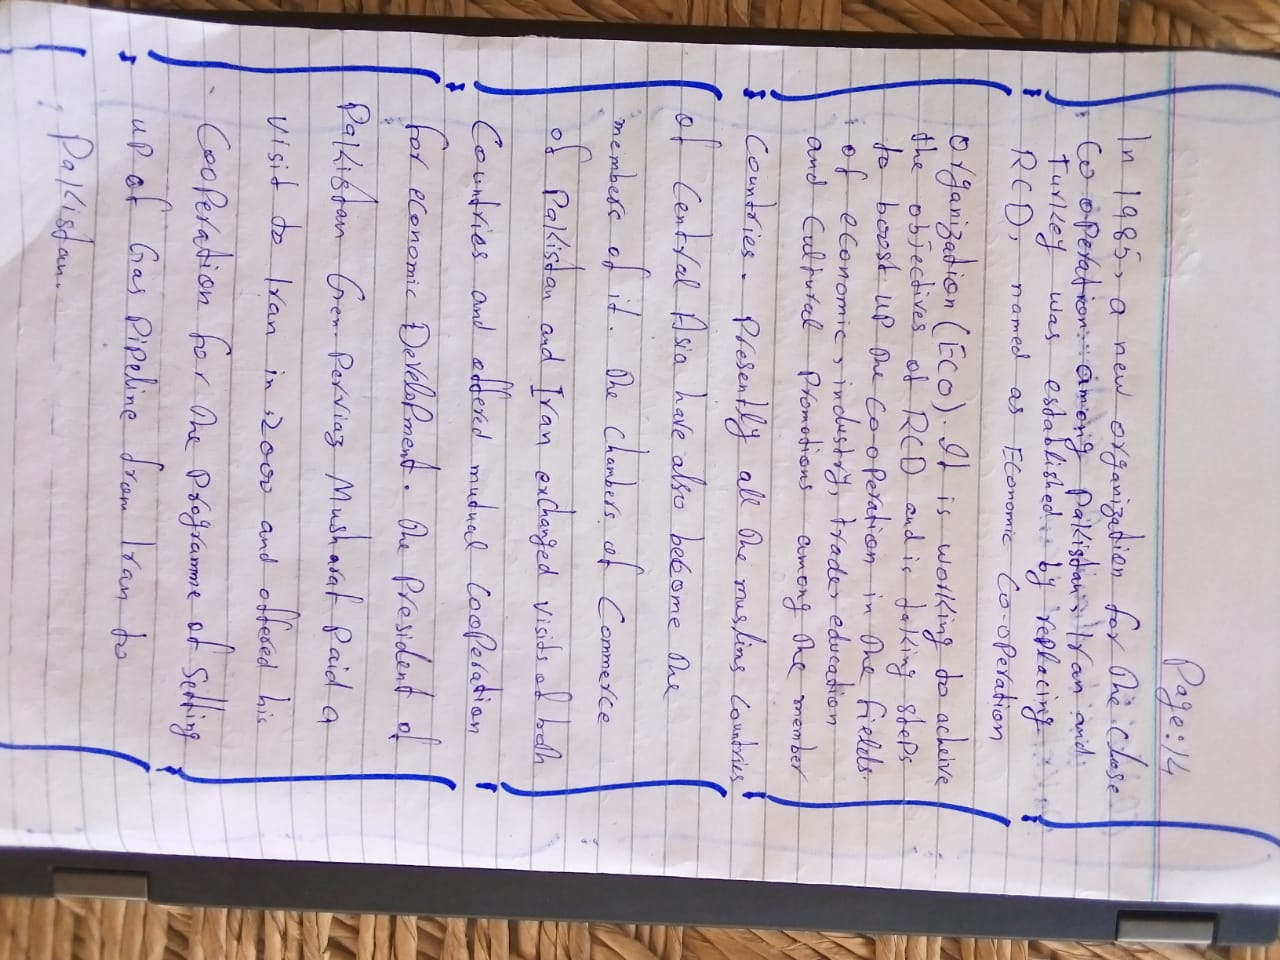 Page: 14
In 1985, a new organization for the close
Co operation among Pakistan, Iran and
Turkey was established by replacing
RCD, named as Economic Co-operation
Organization (ECO). It is working to acheive
the objectives of RCD and is taking steps
to boost up the co-operation in the fields
of economic, industry, trade, education
and Cultural Promotions among the member
Countries. Presently all the muslims countries
of Central Asia have also become the
members of it. The Chambers of Commerce
of Pakistan and Iran exchanged visits of both
Countries and offered mutual Cooperation
for economic Development. The President of
Pakistan Gen Pervaiz Musharaf Paid a
visit to Iran in, 2000 and offered his
Cooperation for the Programme of Setting
up of Gas Pipeline from Iran to
Pakistan.